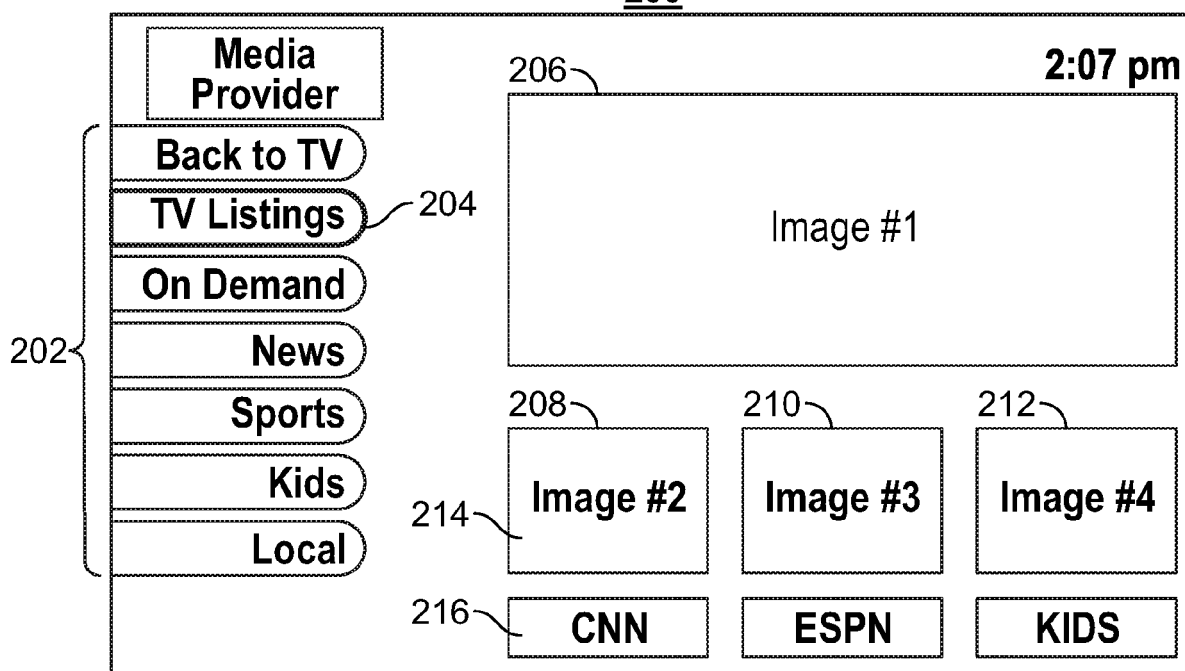 Media
Provider
2:07 pm
206
Back to TV
TV Listings
204
Image #1
On Demand
202
News
Sports
208
210
212
Kids
Image #2
Image #3
Image #4
214
Local
216
CNN
ESPN
KIDS